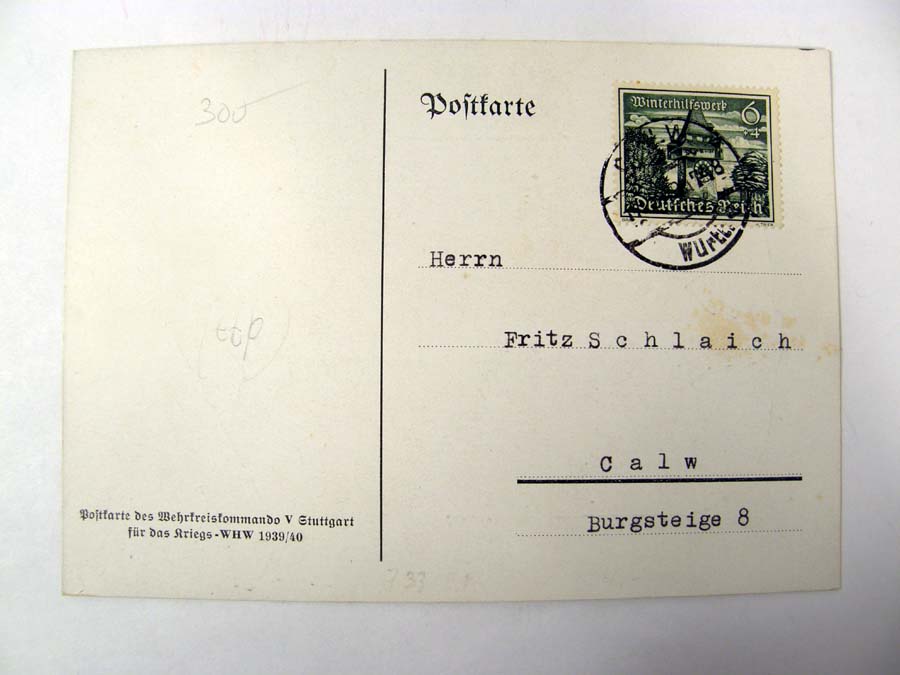 300
Postkarte
Winterhilfswerk 6
+4
Deutsches Reich
Württ.
Herrn
Fritz Schlaich
Calw
Burgsteige 8
Postkarte des Wehrkreiskommando V Stuttgart
für das Kriegs-WHW 1939/40
733